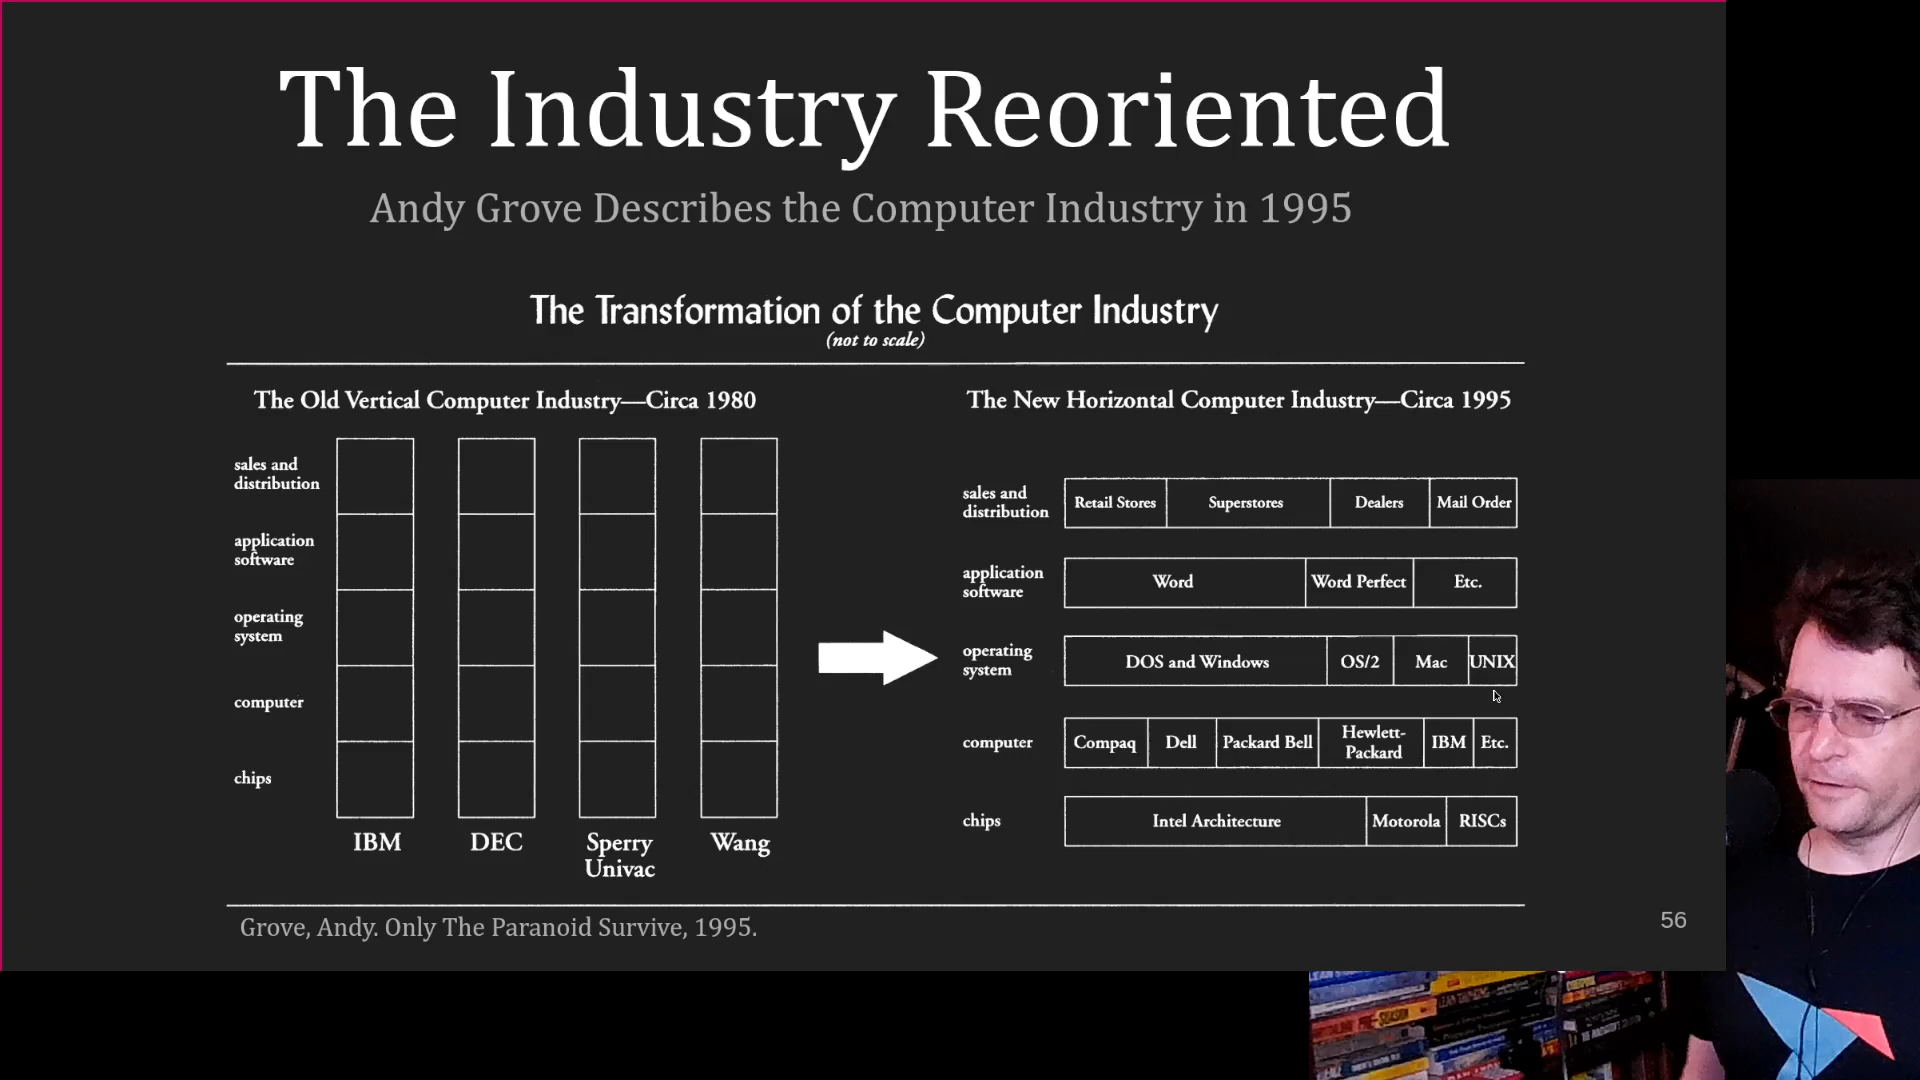 The Industry Reoriented
Andy Grove Describes the Computer Industry in 1995
The Transformation of the Computer Industry
(not to scale)
The Old Vertical Computer Industry—Circa 1980
sales and
distribution
application
software
operating
system
computer
chips
IBM
DEC
Sperry
Univac
Wang
The New Horizontal Computer Industry—Circa 1995
sales and
distribution
Retail Stores
Superstores
Dealers
Mail Order
application
software
Word
Word Perfect
Etc.
operating
system
DOS and Windows
OS/2
Mac
UNIX
computer
Compaq
Dell
Packard Bell
Hewlett-
Packard
IBM
Etc.
chips
Intel Architecture
Motorola
RISCs
Grove, Andy. Only The Paranoid Survive, 1995.
56